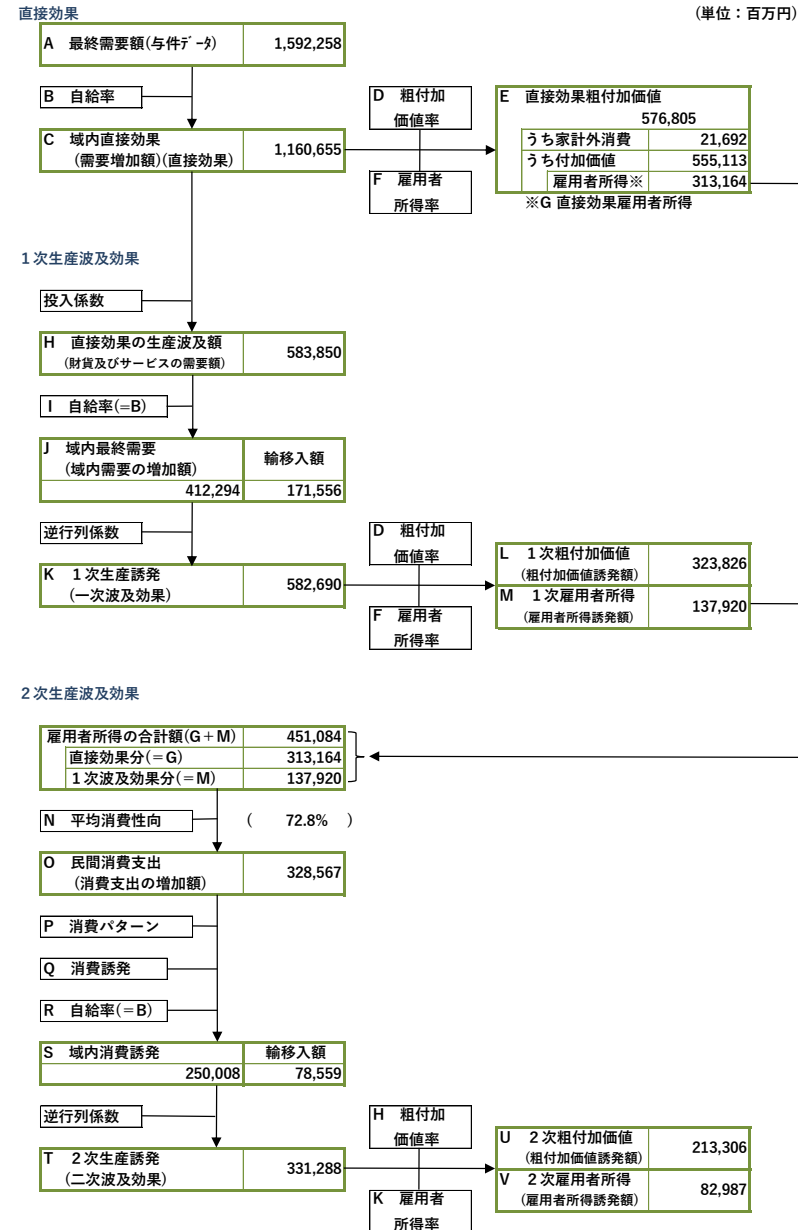 直接効果
(単位：百万円)
A 最終需要額(与件ﾃﾞｰﾀ) 1,592,258
B 自給率
D 粗付加
価値率
E 直接効果粗付加価値
576,805
C 域内直接効果
(需要増加額)(直接効果)
1,160,655
うち家計外消費 21,692
うち付加価値 555,113
雇用者所得※ 313,164
F 雇用者
所得率
※G 直接効果雇用者所得
１次生産波及効果
投入係数
H 直接効果の生産波及額
(財貨及びサービスの需要額)
583,850
I 自給率(=B)
J 域内最終需要
(域内需要の増加額)
輸移入額
412,294 171,556
逆行列係数
D 粗付加
価値率
K １次生産誘発
(一次波及効果)
582,690
L １次粗付加価値
(粗付加価値誘発額)
323,826
M １次雇用者所得
(雇用者所得誘発額)
137,920
F 雇用者
所得率
２次生産波及効果
雇用者所得の合計額(G＋M) 451,084
直接効果分(＝G) 313,164
１次波及効果分(＝M) 137,920
N 平均消費性向 ( 72.8% )
O 民間消費支出
(消費支出の増加額)
328,567
P 消費パターン
Q 消費誘発
R 自給率(＝B)
S 域内消費誘発 輸移入額
250,008 78,559
逆行列係数
H 粗付加
価値率
T ２次生産誘発
(二次波及効果)
331,288
U ２次粗付加価値
(粗付加価値誘発額)
213,306
V ２次雇用者所得
(雇用者所得誘発額)
82,987
K 雇用者
所得率